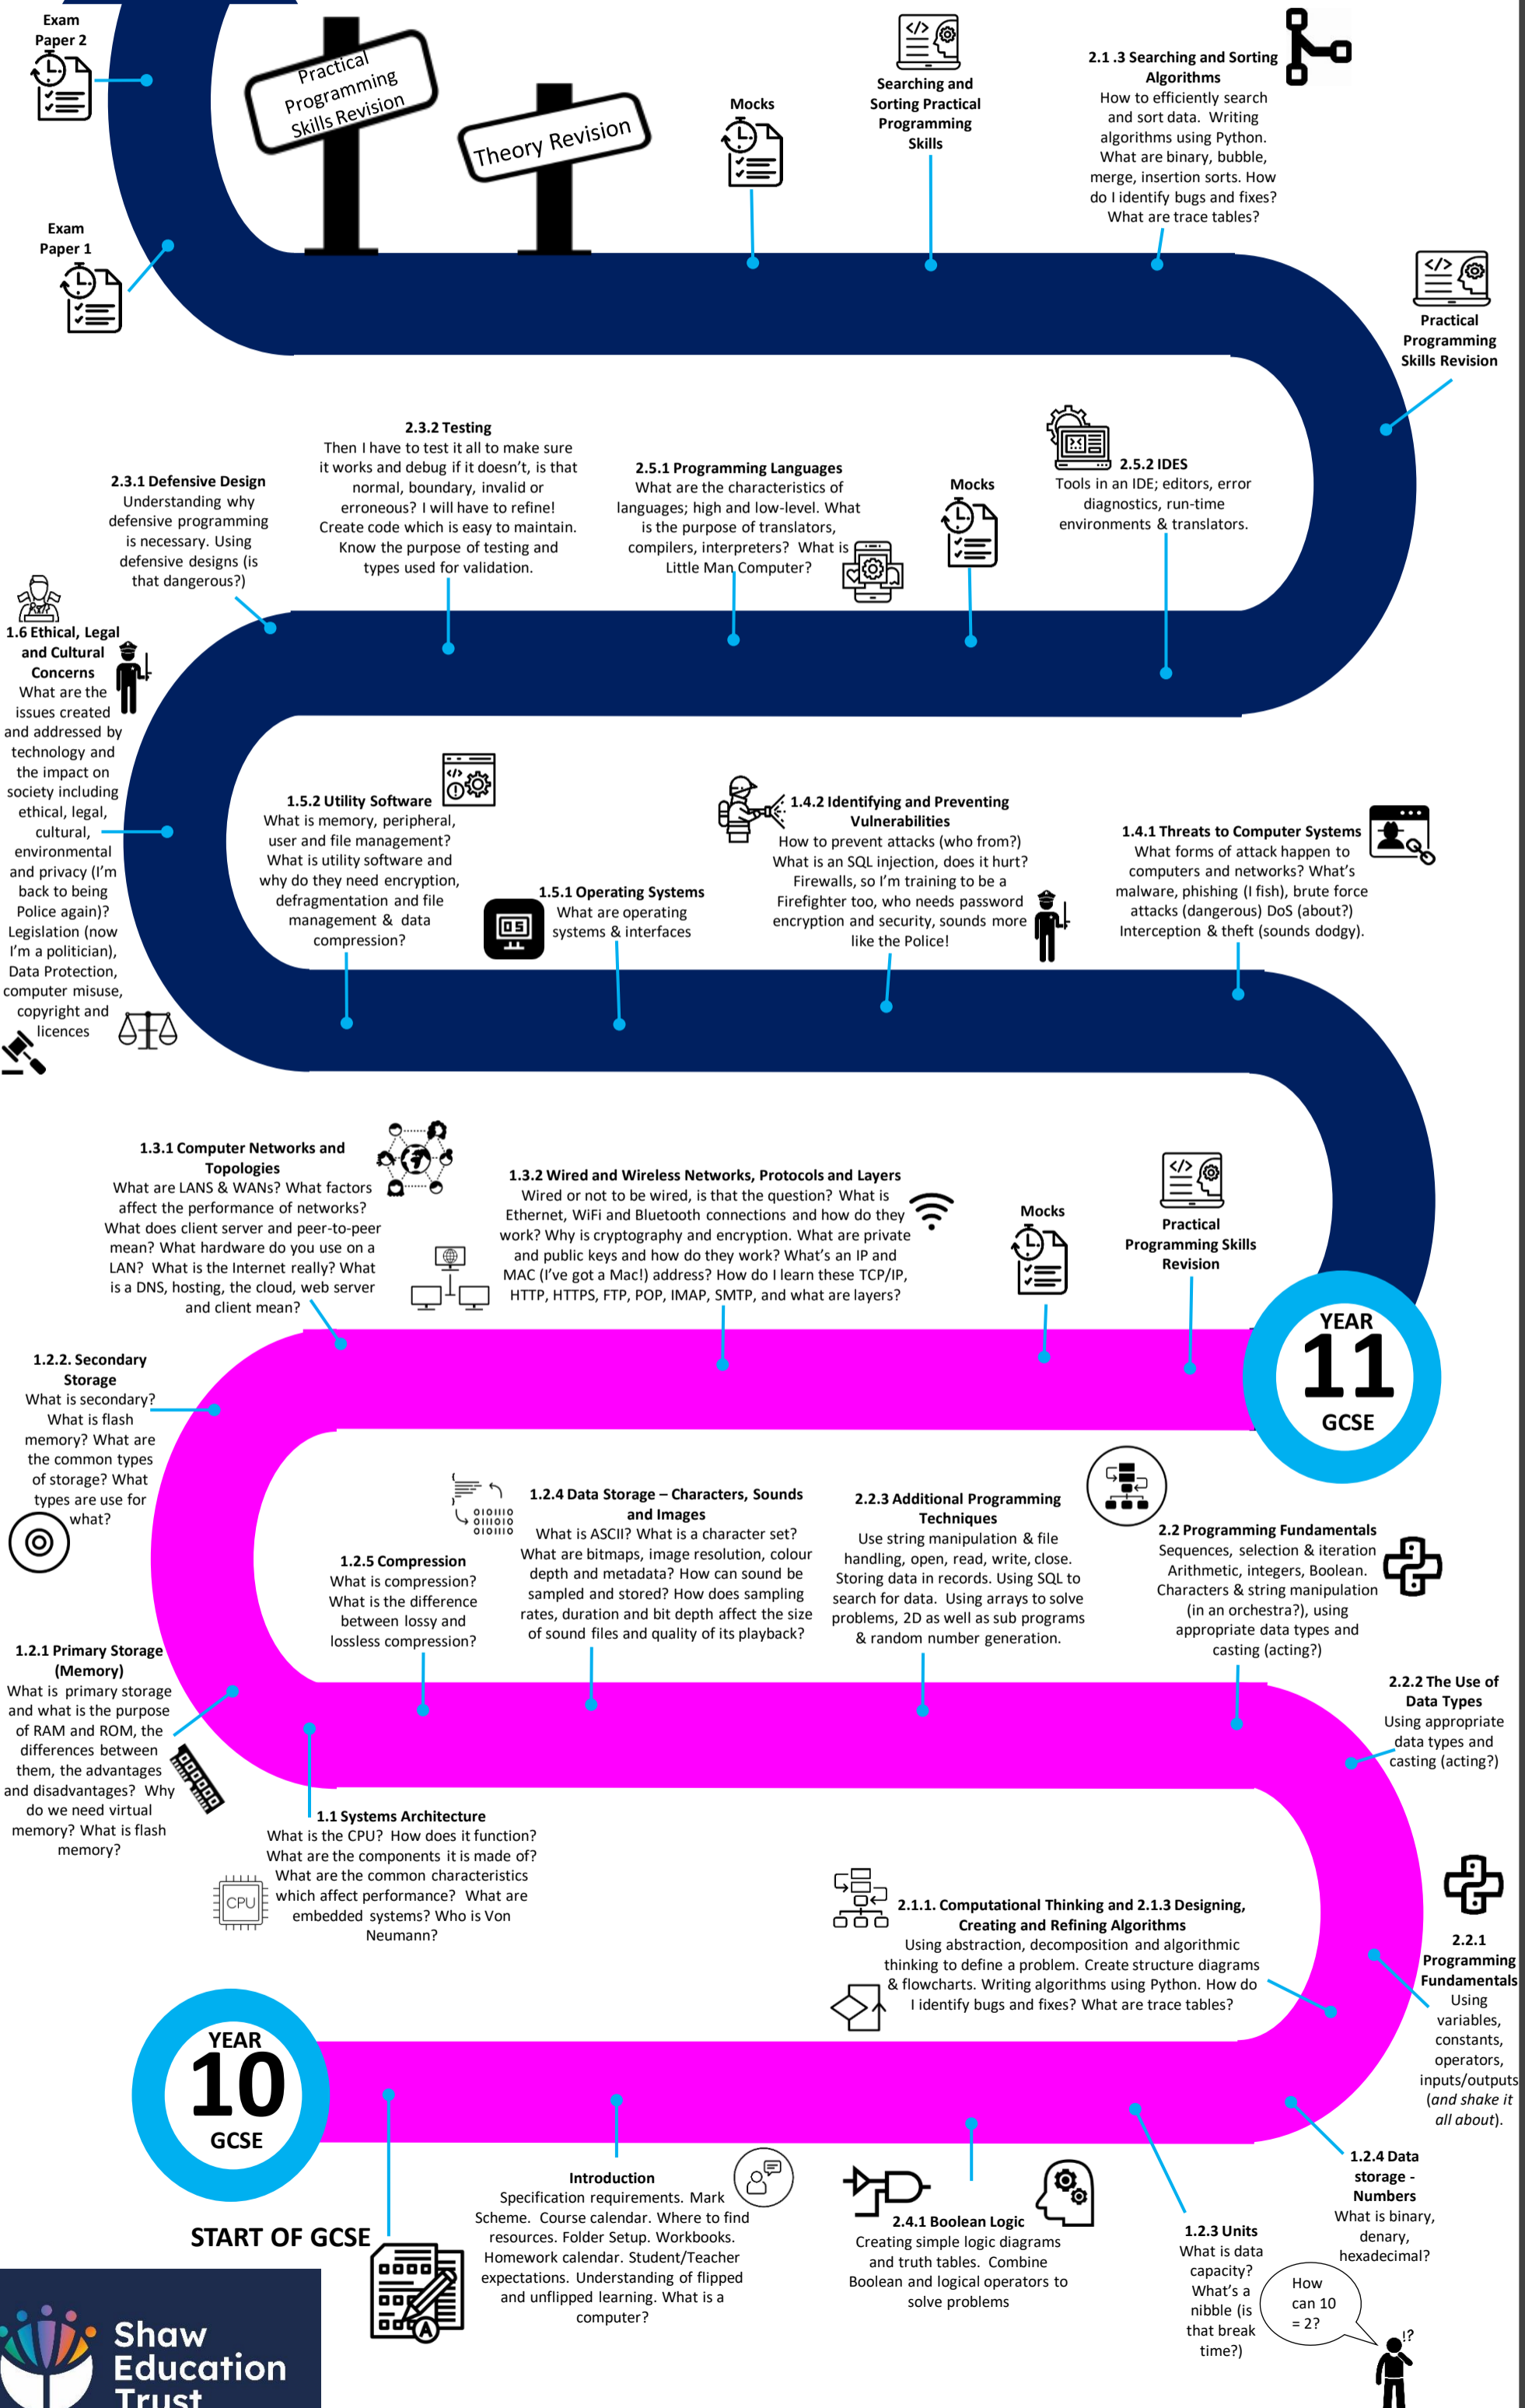 Exam
Paper 2
Practical
Programming
Skills Revision
Theory Revision
Mocks
Searching and
Sorting Practical
Programming
Skills
2.1 .3 Searching and Sorting
Algorithms
How to efficiently search
and sort data. Writing
algorithms using Python.
What are binary, bubble,
merge, insertion sorts. How
do I identify bugs and fixes?
What are trace tables?
Exam
Paper 1
Practical
Programming
Skills Revision
2.3.1 Defensive Design
Understanding why
defensive programming
is necessary. Using
defensive designs (is
that dangerous?)
2.3.2 Testing
Then I have to test it all to make sure
it works and debug if it doesn't, is that
normal, boundary, invalid or
erroneous? I will have to refine!
Create code which is easy to maintain.
Know the purpose of testing and
types used for validation.
2.5.1 Programming Languages
What are the characteristics of
languages; high and low-level. What
is the purpose of translators,
compilers, interpreters? What is
Little Man Computer?
Mocks
2.5.2 IDES
Tools in an IDE; editors, error
diagnostics, run-time
environments & translators.
1.6 Ethical, Legal
and Cultural
Concerns
What are the
issues created
and addressed by
technology and
the impact on
society including
ethical, legal,
cultural,
environmental
and privacy (I'm
back to being
Police again)?
Legislation (now
I'm a politician),
Data Protection,
computer misuse,
copyright and
licences
1.5.2 Utility Software
What is memory, peripheral,
user and file management?
What is utility software and
why do they need encryption,
defragmentation and file
management & data
compression?
OS
1.5.1 Operating Systems
What are operating
systems & interfaces
1.4.2 Identifying and Preventing
Vulnerabilities
How to prevent attacks (who from?)
What is an SQL injection, does it hurt?
Firewalls, so I'm training to be a
Firefighter too, who needs password
encryption and security, sounds more
like the Police!
1.4.1 Threats to Computer Systems
What forms of attack happen to
computers and networks? What's
malware, phishing (I fish), brute force
attacks (dangerous) DoS (about?)
Interception & theft (sounds dodgy).
1.3.1 Computer Networks and
Topologies
What are LANS & WANs? What factors
affect the performance of networks?
What does client server and peer-to-peer
mean? What hardware do you use on a
LAN? What is the Internet really? What
is a DNS, hosting, the cloud, web server
and client mean?
1.3.2 Wired and Wireless Networks, Protocols and Layers
Wired or not to be wired, is that the question? What is
Ethernet, WiFi and Bluetooth connections and how do they
work? Why is cryptography and encryption. What are private
and public keys and how do they work? What's an IP and
MAC (I've got a Mac!) address? How do I learn these TCP/IP,
HTTP, HTTPS, FTP, POP, IMAP, SMTP, and what are layers?
Mocks
Practical
Programming Skills
Revision
YEAR
11
GCSE
1.2.2. Secondary
Storage
What is secondary?
What is flash
memory? What are
the common types
of storage? What
types are use for
what?
1.2.5 Compression
What is compression?
What is the difference
between lossy and
lossless compression?
010110
011010
010110
1.2.4 Data Storage – Characters, Sounds
and Images
What is ASCII? What is a character set?
What are bitmaps, image resolution, colour
depth and metadata? How can sound be
sampled and stored? How does sampling
rates, duration and bit depth affect the size
of sound files and quality of its playback?
2.2.3 Additional Programming
Techniques
Use string manipulation & file
handling, open, read, write, close.
Storing data in records. Using SQL to
search for data. Using arrays to solve
problems, 2D as well as sub programs
& random number generation.
2.2 Programming Fundamentals
Sequences, selection & iteration
Arithmetic, integers, Boolean.
Characters & string manipulation
(in an orchestra?), using
appropriate data types and
casting (acting?)
2.2.2 The Use of
Data Types
Using appropriate
data types and
casting (acting?)
1.2.1 Primary Storage
(Memory)
What is primary storage
and what is the purpose
of RAM and ROM, the
differences between
them, the advantages
and disadvantages? Why
do we need virtual
memory? What is flash
memory?
1.1 Systems Architecture
What is the CPU? How does it function?
What are the components it is made of?
What are the common characteristics
which affect performance? What are
embedded systems? Who is Von
Neumann?
CPU
2.1.1. Computational Thinking and 2.1.3 Designing,
Creating and Refining Algorithms
Using abstraction, decomposition and algorithmic
thinking to define a problem. Create structure diagrams
& flowcharts. Writing algorithms using Python. How do
I identify bugs and fixes? What are trace tables?
2.2.1
Programming
Fundamentals
Using
variables,
constants,
operators,
inputs/outputs
(and shake it
all about).
YEAR
10
GCSE
START OF GCSE
A
Introduction
Specification requirements. Mark
Scheme. Course calendar. Where to find
resources. Folder Setup. Workbooks.
Homework calendar. Student/Teacher
expectations. Understanding of flipped
and unflipped learning. What is a
computer?
2.4.1 Boolean Logic
Creating simple logic diagrams
and truth tables. Combine
Boolean and logical operators to
solve problems
1.2.3 Units
What is data
capacity?
What's a
nibble (is
that break
time?)
1.2.4 Data
storage -
Numbers
What is binary,
denary,
hexadecimal?
How
can 10
= 2?
!?
Shaw
Education
Trust